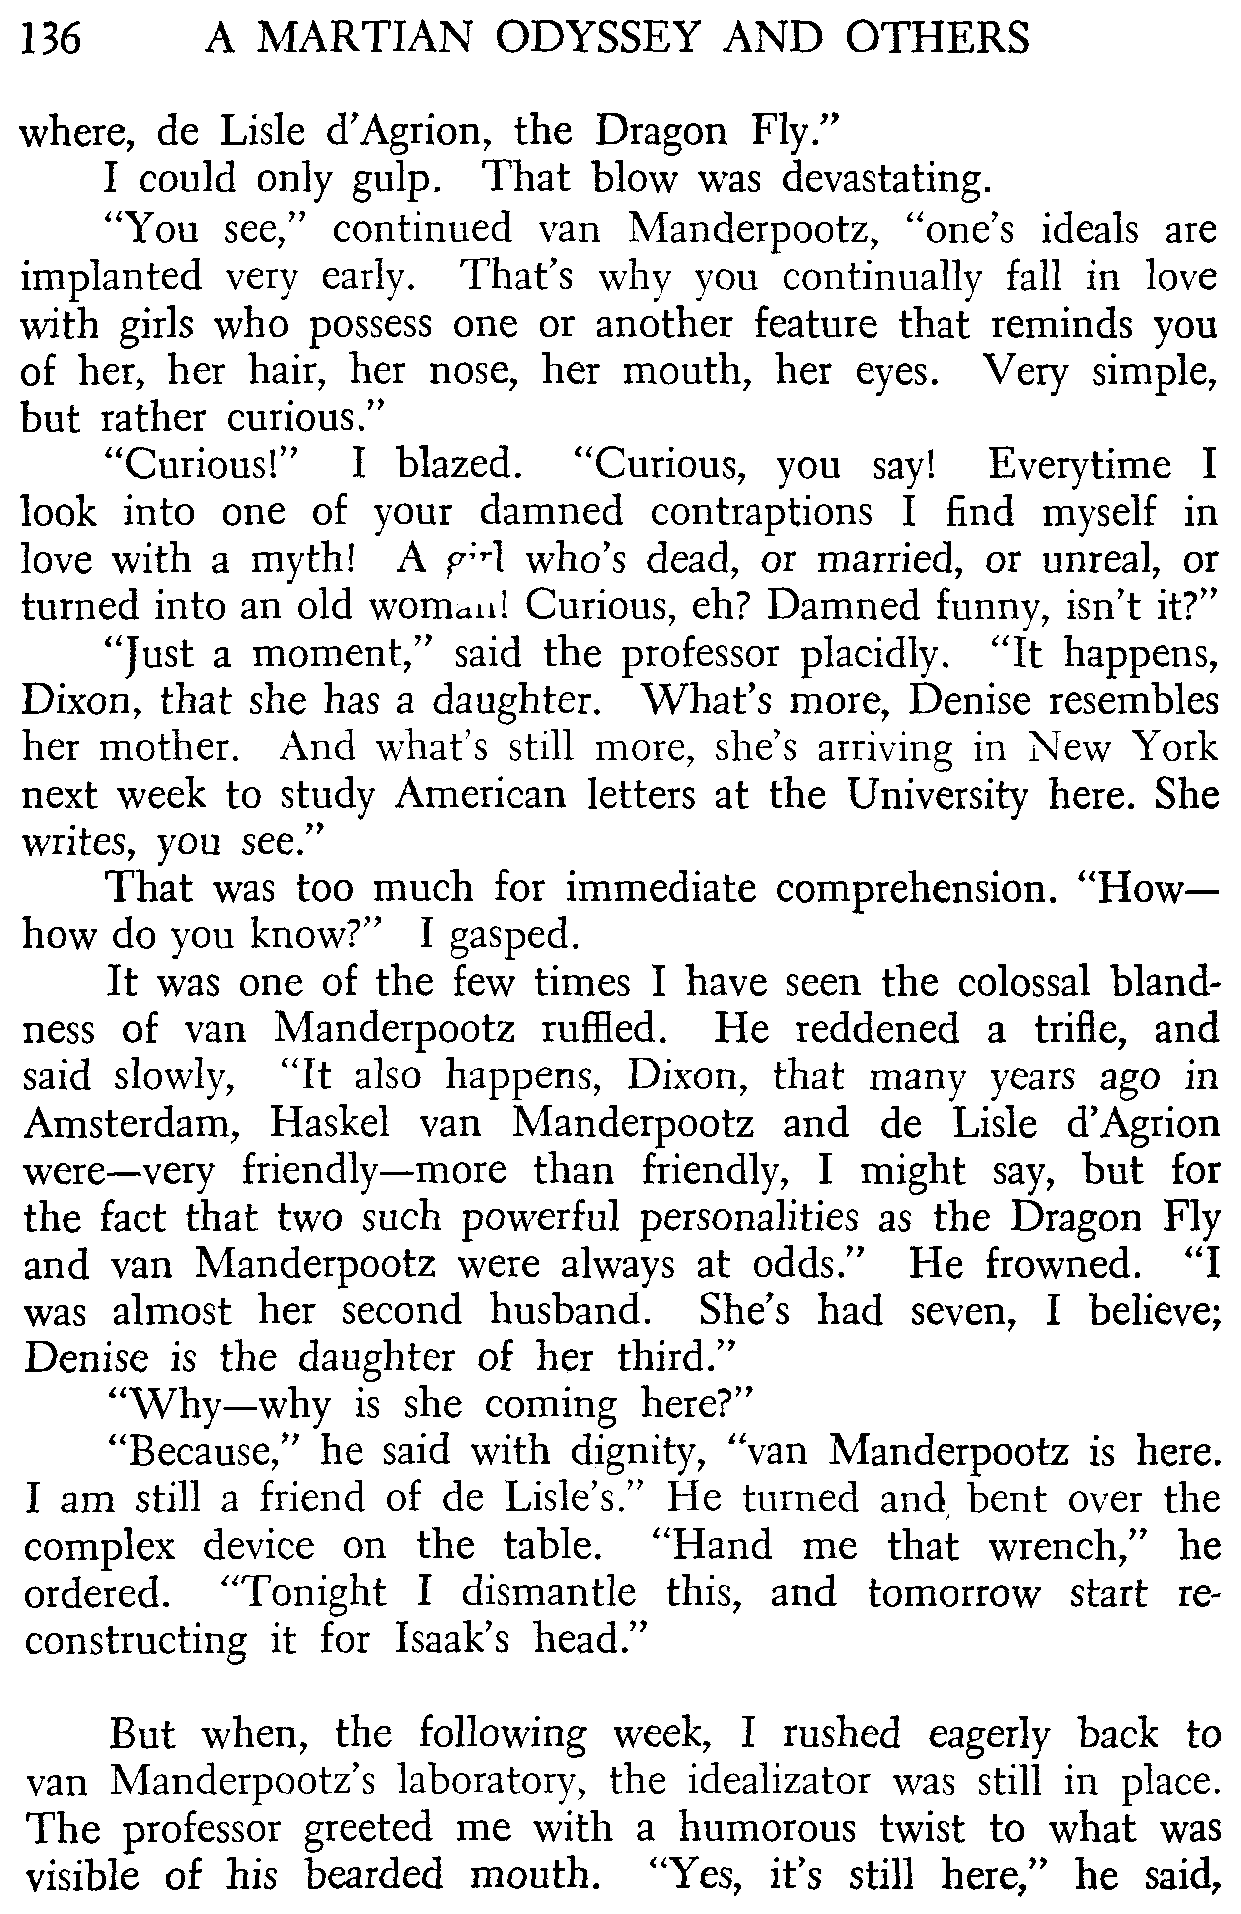 136 A MARTIAN ODYSSEY AND OTHERS
where, de Lisle d'Agrion, the Dragon Fly.”
I could only gulp. That blow was devastating.
“You see,” continued van Manderpootz, “one's ideals are
implanted very early. That's why you continually fall in love
with girls who possess one or another feature that reminds you
of her, her hair, her nose, her mouth, her eyes. Very simple,
but rather curious.”
“Curious!” I blazed. “Curious, you say! Everytime I
look into one of your damned contraptions I find myself in
love with a myth! A girl who's dead, or married, or unreal, or
turned into an old woman! Curious, eh? Damned funny, isn't it?”
“Just a moment,” said the professor placidly. “It happens,
Dixon, that she has a daughter. What's more, Denise resembles
her mother. And what's still more, she's arriving in New York
next week to study American letters at the University here. She
writes, you see.”
That was too much for immediate comprehension. “How—
how do you know?” I gasped.
It was one of the few times I have seen the colossal bland-
ness of van Manderpootz ruffled. He reddened a trifle, and
said slowly, “It also happens, Dixon, that many years ago in
Amsterdam, Haskel van Manderpootz and de Lisle d'Agrion
were—very friendly—more than friendly, I might say, but for
the fact that two such powerful personalities as the Dragon Fly
and van Manderpootz were always at odds.” He frowned. “I
was almost her second husband. She's had seven, I believe;
Denise is the daughter of her third.”
“Why—why is she coming here?”
“Because,” he said with dignity, “van Manderpootz is here.
I am still a friend of de Lisle's.” He turned and bent over the
complex device on the table. “Hand me that wrench,” he
ordered. “Tonight I dismantle this, and tomorrow start re-
constructing it for Isaak's head.”
But when, the following week, I rushed eagerly back to
van Manderpootz's laboratory, the idealizator was still in place.
The professor greeted me with a humorous twist to what was
visible of his bearded mouth. “Yes, it's still here,” he said,